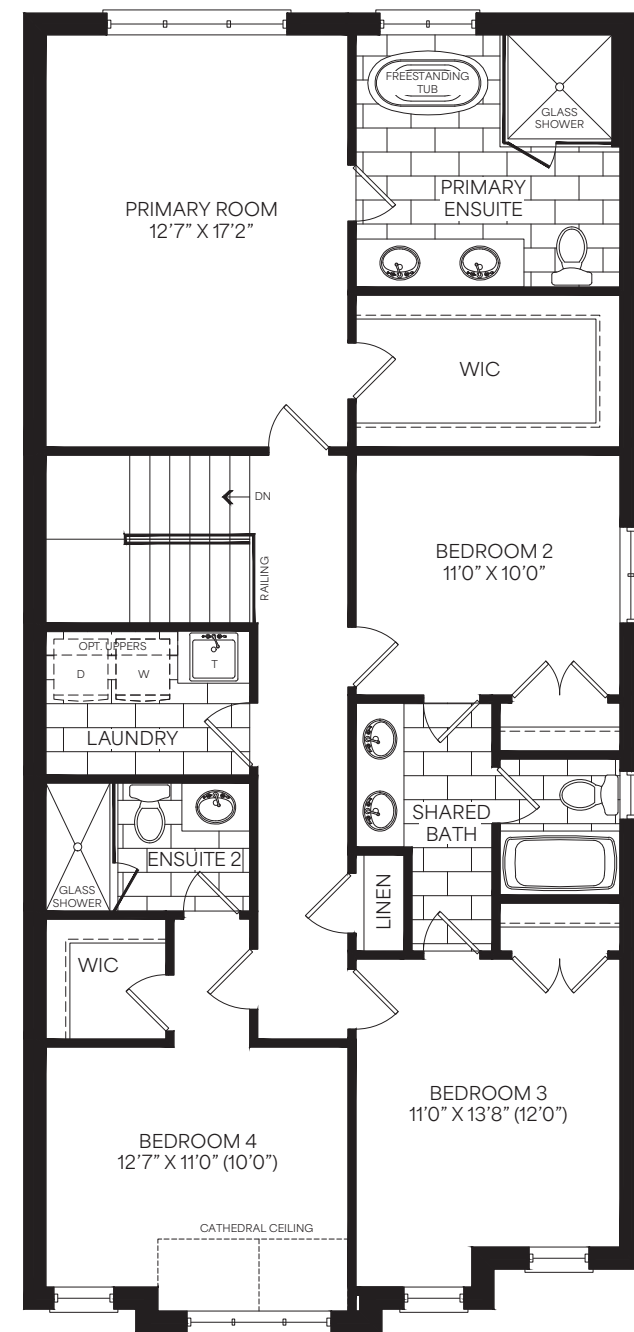 FREESTANDING
TUB
GLASS
SHOWER
PRIMARY ROOM
12’7” X 17’2”
PRIMARY
ENSUITE
WIC
DN
RAILING
BEDROOM 2
11’0” X 10’0”
OPT. UPPERS
D
W
T
LAUNDRY
SHARED
BATH
ENSUITE 2
GLASS
SHOWER
LINEN
WIC
BEDROOM 3
11’0” X 13’8” (12’0”)
BEDROOM 4
12’7” X 11’0” (10’0”)
CATHEDRAL CEILING